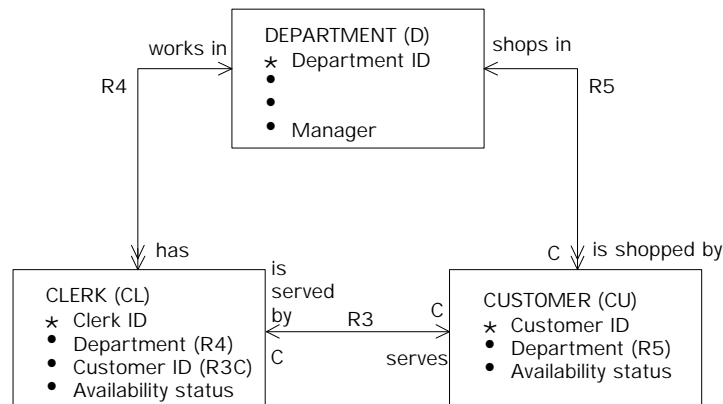 DEPARTMENT (D)
works in
shops in
* Department ID
R4
R5
•
•
• Manager
has
C
is shopped by
is
served
by
CLERK (CL)
* Clerk ID
• Department (R4)
• Customer ID (R3C)
• Availability status
R3
C
C
serves
CUSTOMER (CU)
* Customer ID
• Department (R5)
• Availability status